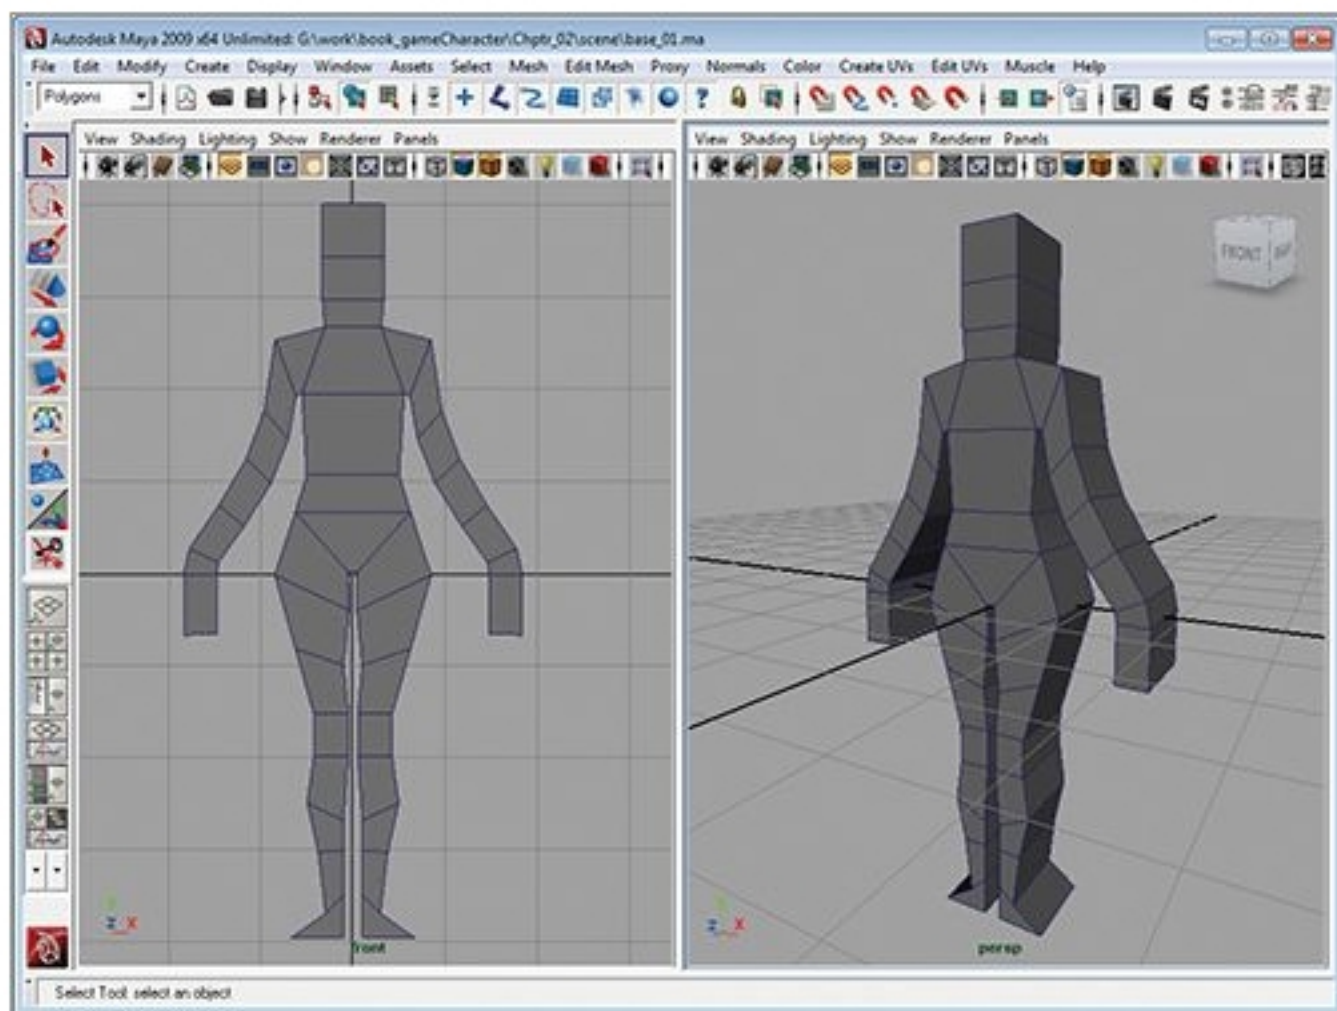 Autodesk Maya 2009 x64 Unlimited: G:\work\book_gameCharacter\Chptr_02\scene\base_01.ma
File Edit Modify Create Display Window Assets Select Mesh Edit Mesh Proxy Normals Color Create UVs Edit UVs Muscle Help
Polygons
View Shading Lighting Show Renderer Panels
View Shading Lighting Show Renderer Panels
FRONT
Z X
front
Z X
persp
Select Tool: select an object